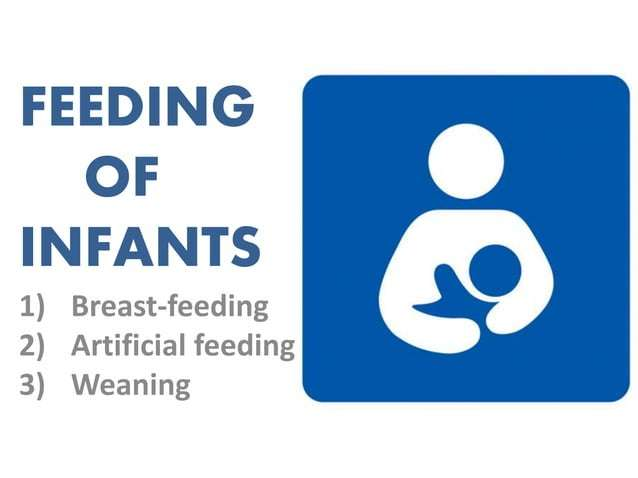 FEEDING
OF
INFANTS
1) Breast-feeding
2) Artificial feeding
3) Weaning